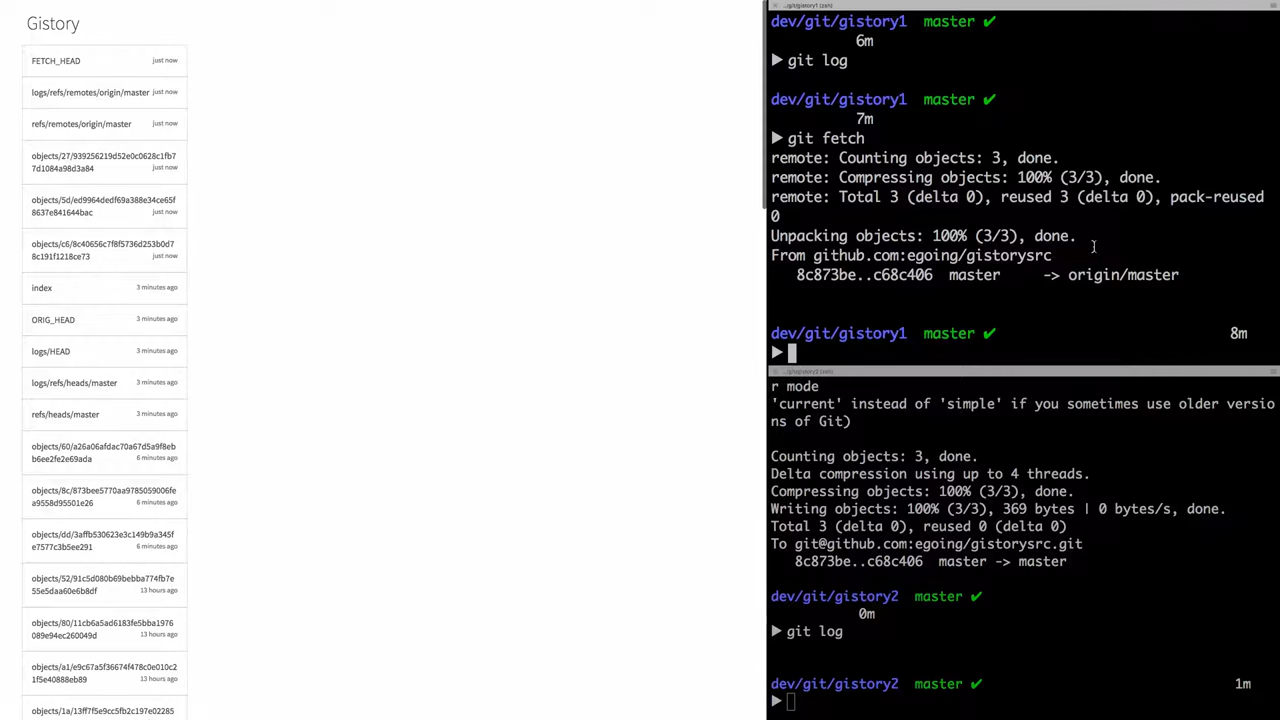 Gistory
FETCH_HEAD just now
logs/refs/remotes/origin/master just now
refs/remotes/origin/master just now
objects/27/939256219d52e0c0628c1fb7
7d1084a98d3a84 just now
objects/5d/ed9964dedf69a388e34ce65f
8637e841644bac just now
objects/c6/8c40656c7f8f5736d253b0d7
8c191f1218ce73 just now
index 3 minutes ago
ORIG_HEAD 3 minutes ago
logs/HEAD 3 minutes ago
logs/refs/heads/master 3 minutes ago
refs/heads/master 3 minutes ago
objects/60/a26a06afdac70a67d5a9f8eb
b6ee2fe2e69ada 6 minutes ago
objects/8c/873bee5770aa9785059006fe
a9558d95501e26 6 minutes ago
objects/dd/3affb530623e3c149b9a345f
e7577c3b5ee291 6 minutes ago
objects/52/91c5d080b69bebba774fb7e
55e5daa60e6b8df 13 hours ago
objects/80/11cb6a5ad6183fe5bba1976
089e94ec260049d 13 hours ago
objects/a1/e9c67a5f36674f478c0e010c2
1f5e40888eb89 13 hours ago
objects/1a/13ff7f5e9cc5fb2c197e02285
../git/gistory1 (zsh)
dev/git/gistory1 master ✔
6m
▶ git log
dev/git/gistory1 master ✔
7m
▶ git fetch
remote: Counting objects: 3, done.
remote: Compressing objects: 100% (3/3), done.
remote: Total 3 (delta 0), reused 3 (delta 0), pack-reused
0
Unpacking objects: 100% (3/3), done.
From github.com:egoing/gistorysrc
8c873be..c68c406 master -> origin/master
dev/git/gistory1 master ✔ 8m
▶
../git/gistory2 (zsh)
r mode
'current' instead of 'simple' if you sometimes use older versio
ns of Git)
Counting objects: 3, done.
Delta compression using up to 4 threads.
Compressing objects: 100% (3/3), done.
Writing objects: 100% (3/3), 369 bytes | 0 bytes/s, done.
Total 3 (delta 0), reused 0 (delta 0)
To git@github.com:egoing/gistorysrc.git
8c873be..c68c406 master -> master
dev/git/gistory2 master ✔
0m
▶ git log
dev/git/gistory2 master ✔ 1m
▶